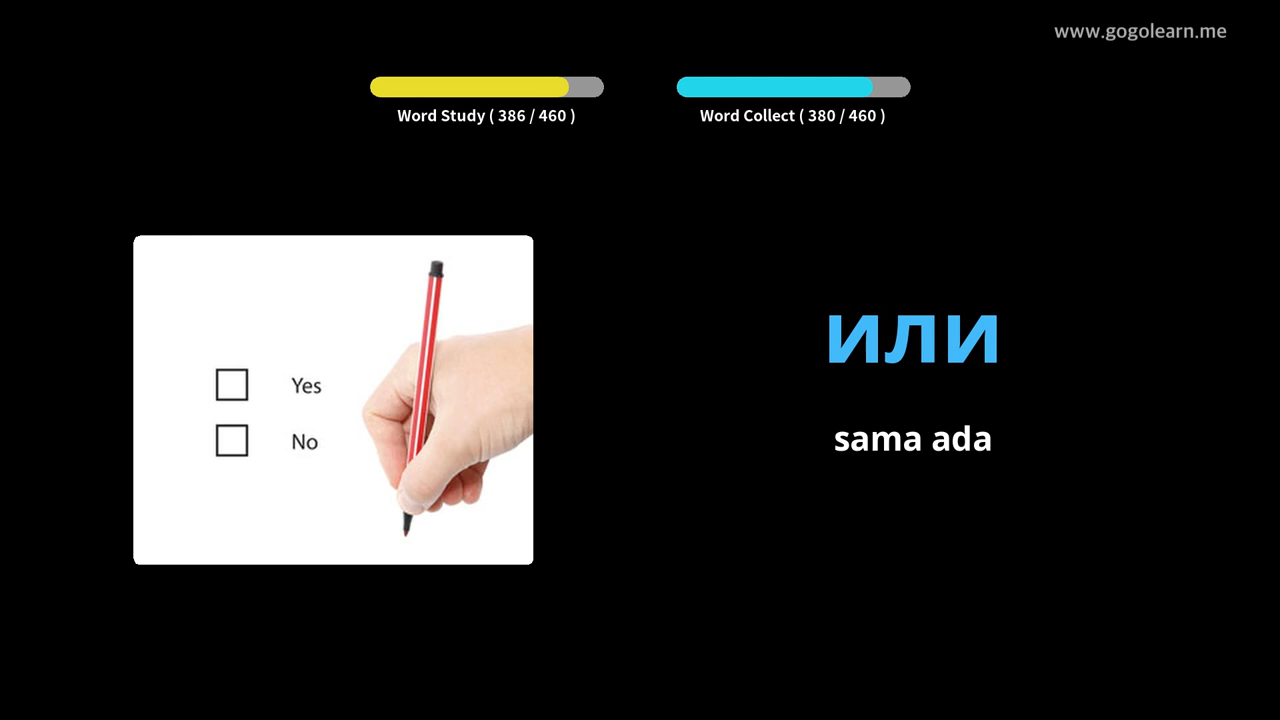 www.gogolearn.me
Word Study ( 386 / 460 )
Word Collect ( 380 / 460 )
Yes
No
или
sama ada